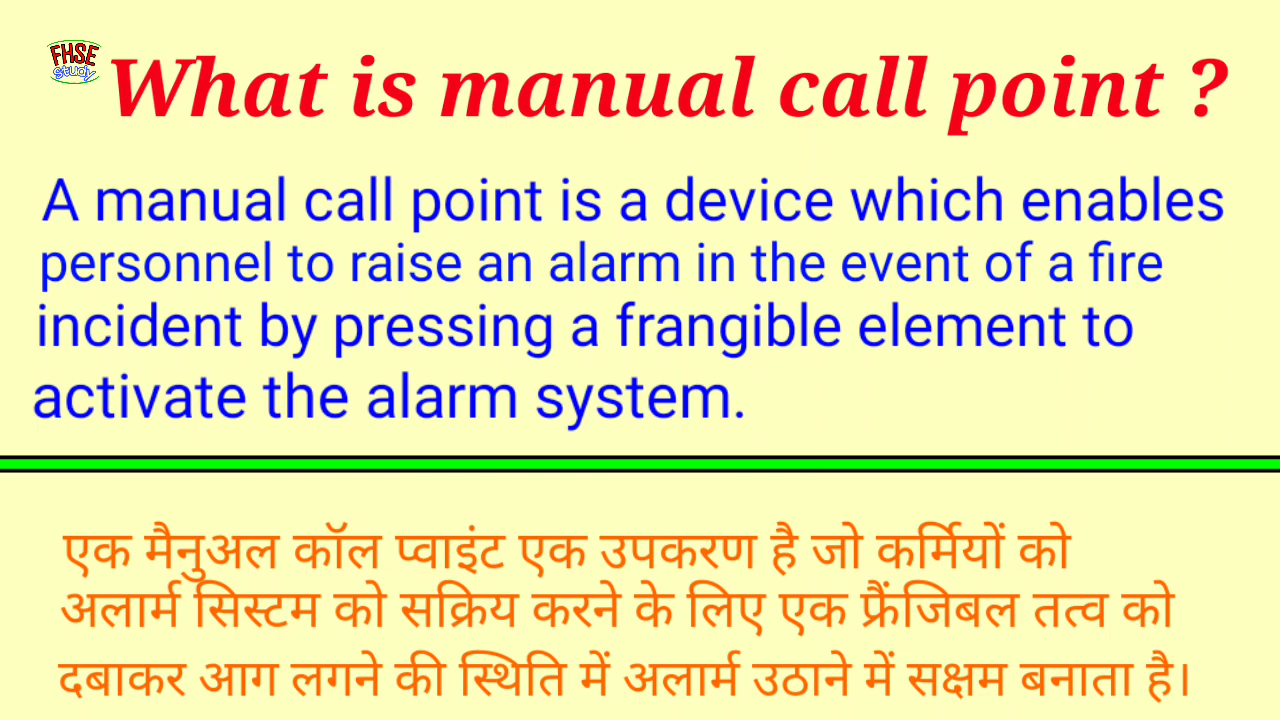 FHSE
Study
What is manual call point ?
A manual call point is a device which enables
personnel to raise an alarm in the event of a fire
incident by pressing a frangible element to
activate the alarm system.
एक मैनुअल कॉल प्वाइंट एक उपकरण है जो कर्मियों को
अलार्म सिस्टम को सक्रिय करने के लिए एक फ्रैंजिबल तत्व को
दबाकर आग लगने की स्थिति में अलार्म उठाने में सक्षम बनाता है।